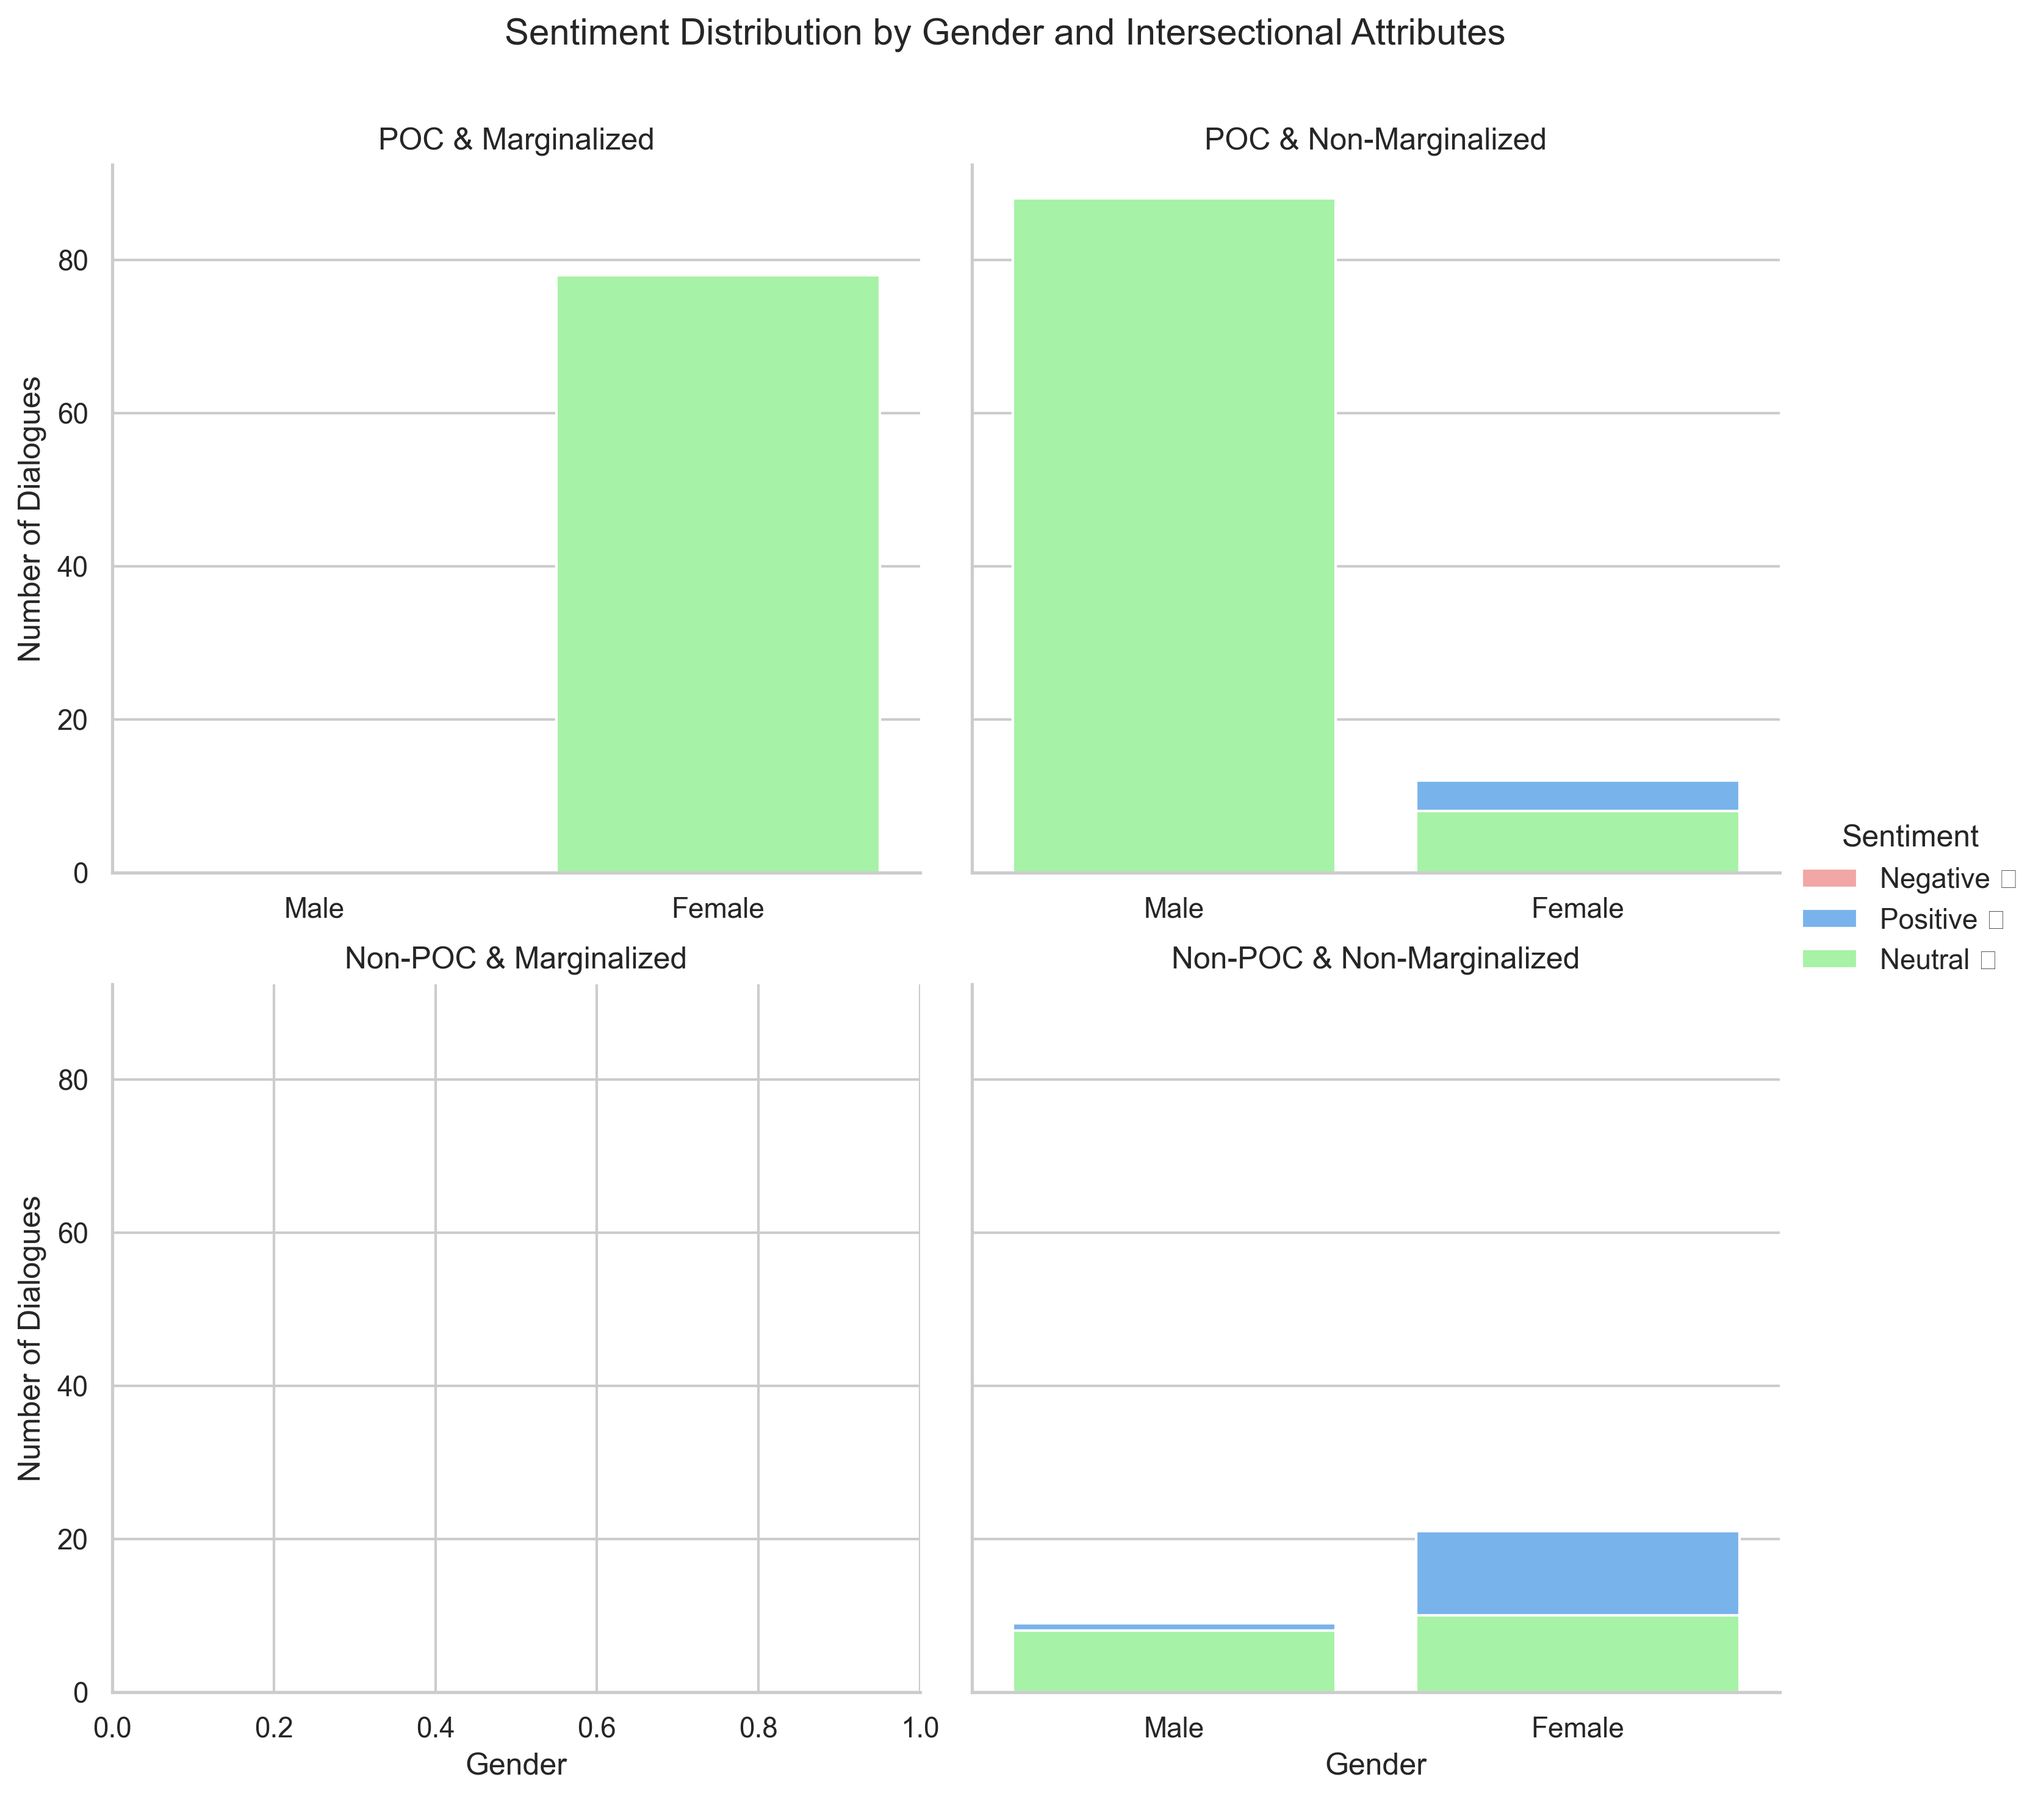 Sentiment Distribution by Gender and Intersectional Attributes
POC & Marginalized
Number of Dialogues
80
60
40
20
0
Male Female
POC & Non-Marginalized
Male Female
Sentiment
Negative □
Positive □
Neutral □
Non-POC & Marginalized
Number of Dialogues
80
60
40
20
0
0.0 0.2 0.4 0.6 0.8 1.0
Gender
Non-POC & Non-Marginalized
Male Female
Gender